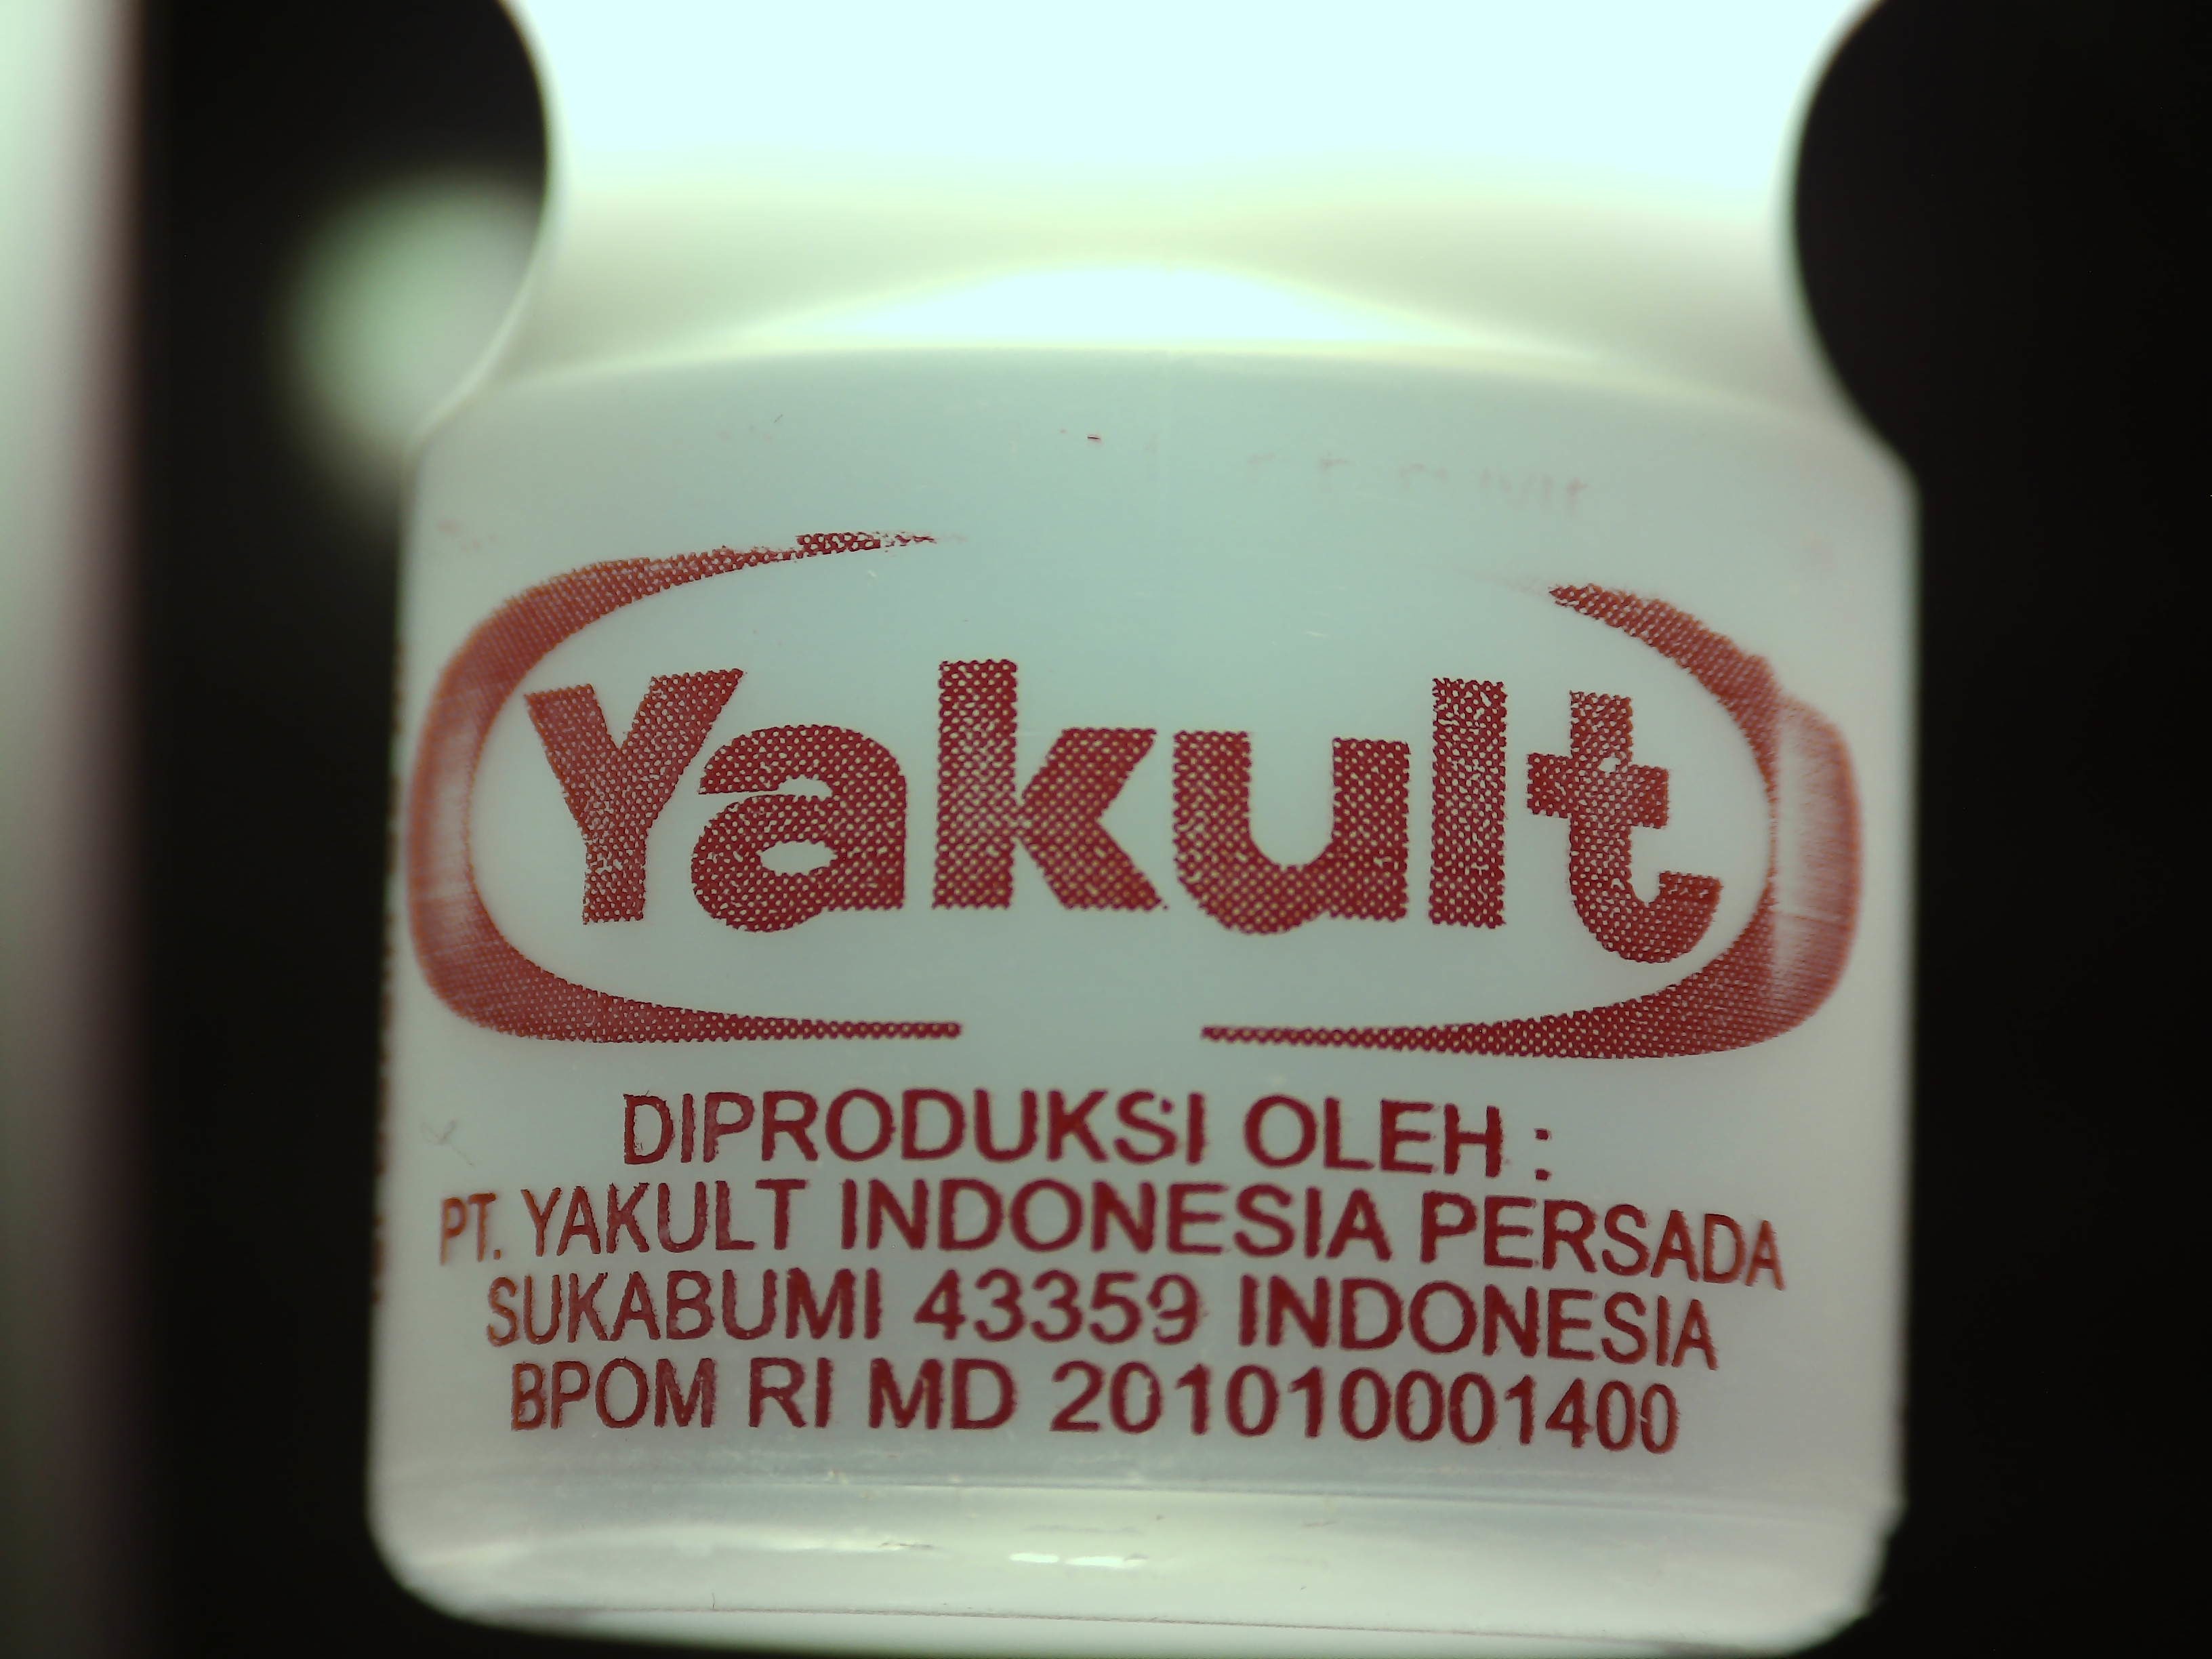 Yakult
DIPRODUKSI OLEH :
PT. YAKULT INDONESIA PERSADA
SUKABUMI 43359 INDONESIA
BPOM RI MD 201010001400